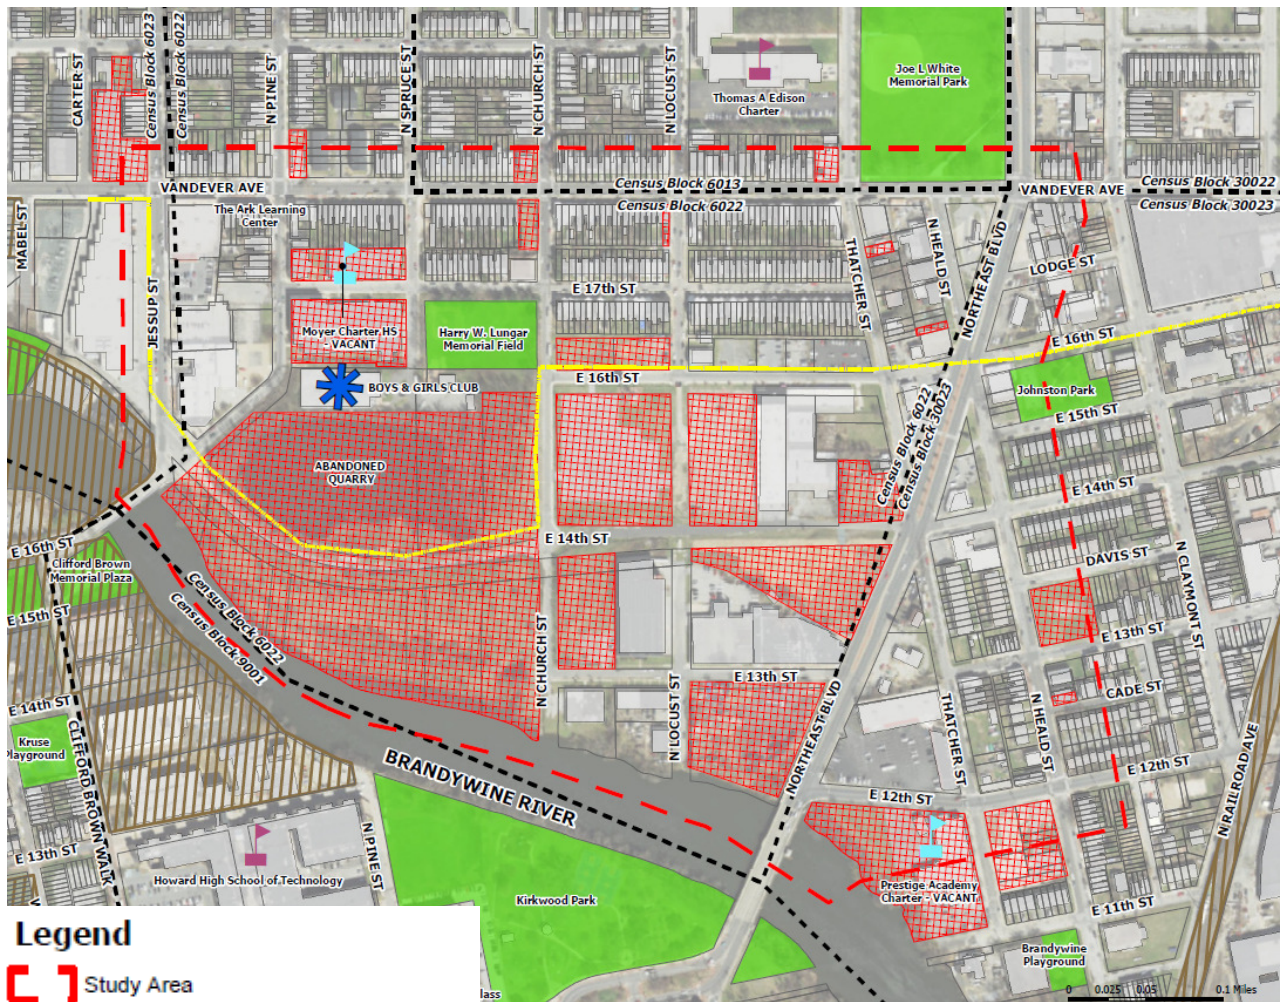 CARTER ST
Census Block 6023
Census Block 6022
N PINE ST
N SPRUCE ST
N CHURCH ST
N LOCUST ST
Thomas A Edison
Charter
Joe L White
Memorial Park
VANDEVER AVE
Census Block 6013
Census Block 6022
VANDEVER AVE
Census Block 30022
Census Block 30023
MABEL ST
The Ark Learning
Center
JESSUP ST
E 17th ST
THATCHER ST
N HEALD ST
NORTHEAST BLVD
LODGE ST
Moyer Charter HS
- VACANT
Harry W. Lungar
Memorial Field
E 16th ST
E 16th ST
BOYS & GIRLS CLUB
Johnston Park
E 15th ST
Census Block 6022
Census Block 30023
ABANDONED
QUARRY
E 14th ST
E 14th ST
E 16th ST
Clifford Brown
Memorial Plaza
DAVIS ST
N CLAYMONT ST
E 15th ST
Census Block 6022
Census Block 9001
N CHURCH ST
E 13th ST
E 13th ST
N LOCUST ST
NORTHEAST BLVD
THATCHER ST
N HEALD ST
CADE ST
E 14th ST
Kruse
Playground
CLIFFORD BROWN WALK
BRANDYWINE RIVER
E 12th ST
E 12th ST
N RAILROAD AVE
E 13th ST
N PINE ST
Howard High School of Technology
Kirkwood Park
Prestige Academy
Charter - VACANT
E 11th ST
Brandywine
Playground
Legend
Study Area
lass
0 0.025 0.05 0.1 Miles